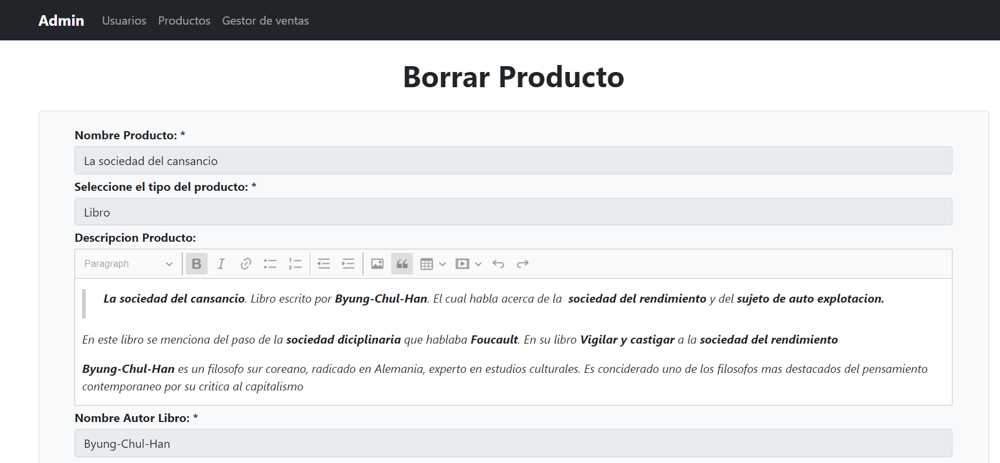 Admin Usuarios Productos Gestor de ventas
Borrar Producto
Nombre Producto: *
La sociedad del cansancio
Seleccione el tipo del producto: *
Libro
Descripcion Producto:
Paragraph
La sociedad del cansancio. Libro escrito por Byung-Chul-Han. El cual habla acerca de la sociedad del rendimiento y del sujeto de auto explotacion.
En este libro se menciona del paso de la sociedad diciplinaria que hablaba Foucault. En su libro Vigilar y castigar a la sociedad del rendimiento
Byung-Chul-Han es un filosofo sur coreano, radicado en Alemania, experto en estudios culturales. Es conciderado uno de los filosofos mas destacados del pensamiento
contemporaneo por su critica al capitalismo
Nombre Autor Libro: *
Byung-Chul-Han